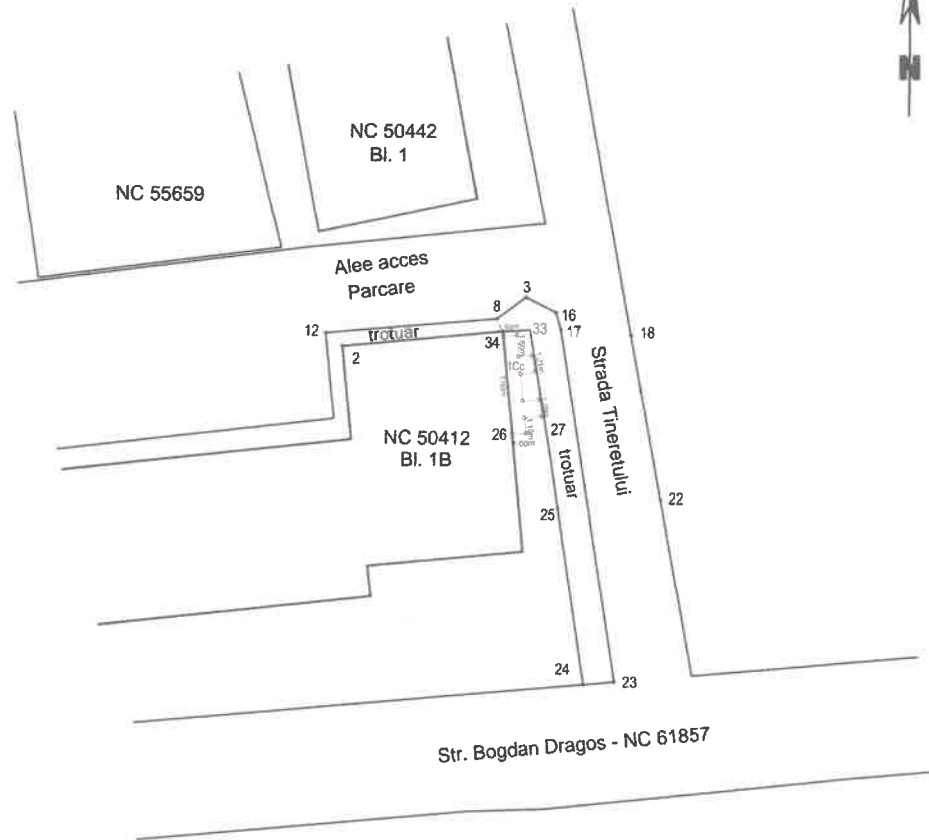 N
NC 50442
Bl. 1
NC 55659
Alee acces
Parcare
3
8
16
12
trotuar
34
33
17
18
2
1Cc
Strada Tineretului
NC 50412
Bl. 1B
26
27
trotuar
22
25
24
23
Str. Bogdan Dragos - NC 61857